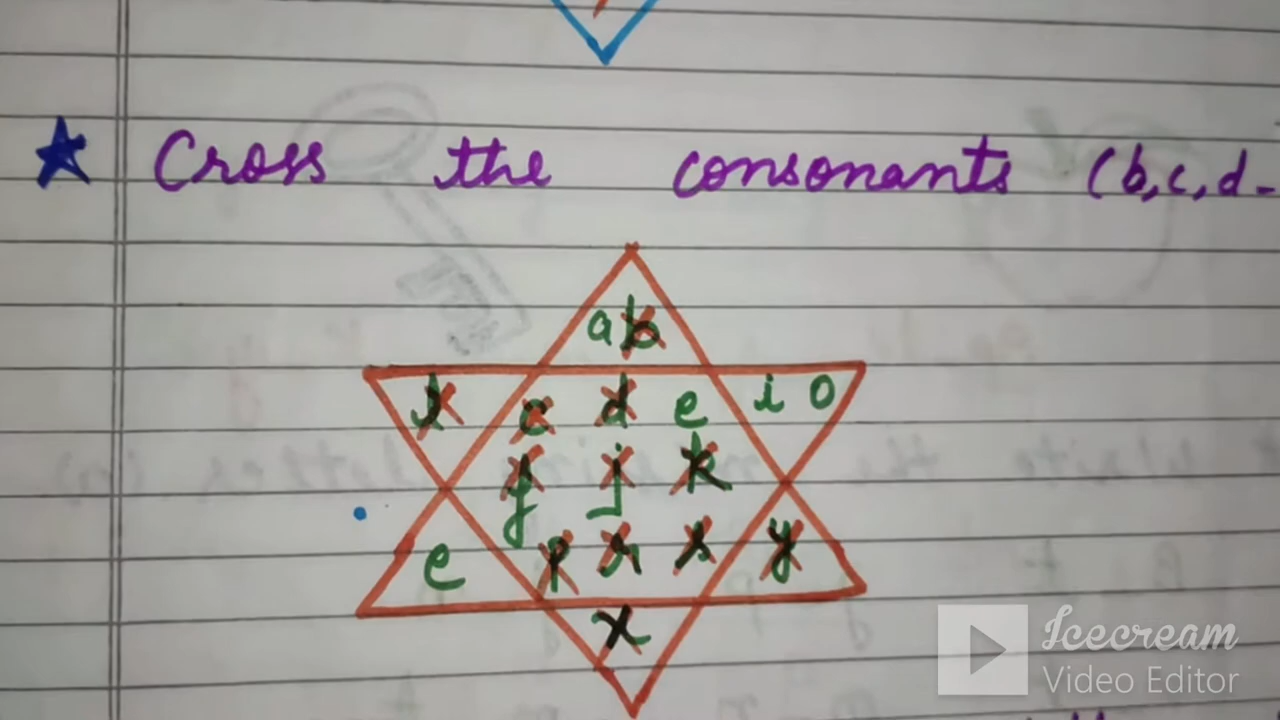 ★ Cross the consonants (b,c,d-
a b
t c d e i o
f j k
e p r s y
x
Icecream
Video Editor